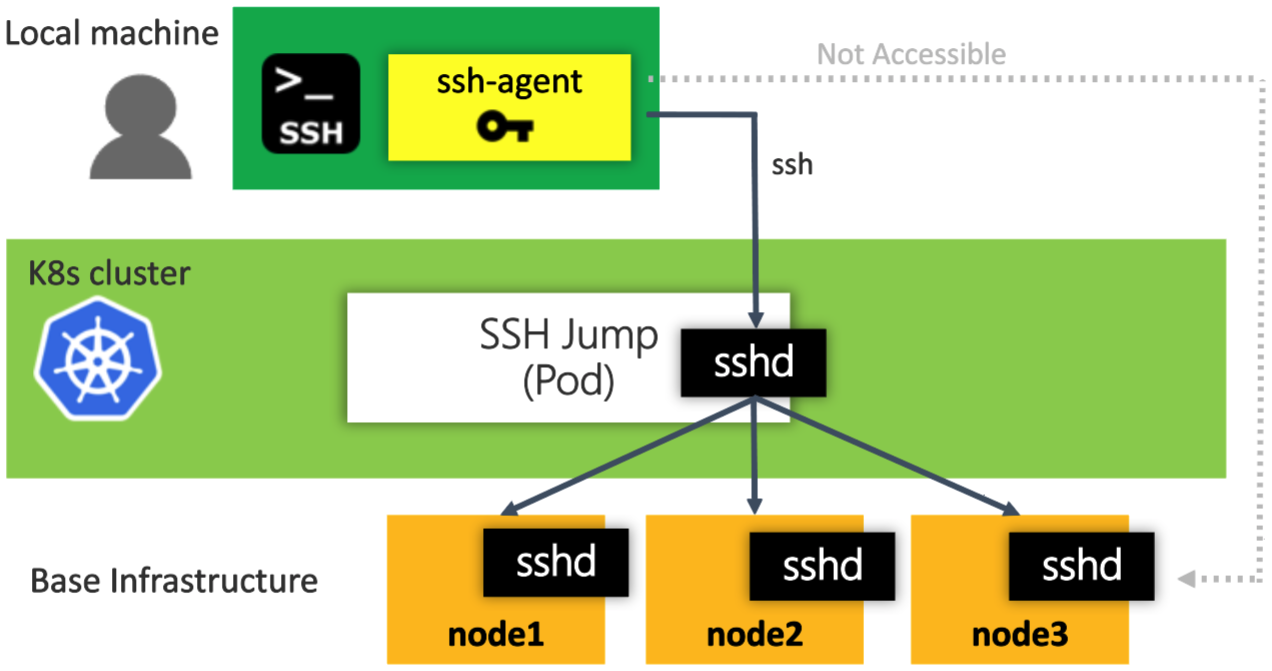 Local machine
>_
SSH
ssh-agent
Not Accessible
ssh
K8s cluster
SSH Jump
(Pod)
sshd
Base Infrastructure
sshd
node1
sshd
node2
sshd
node3